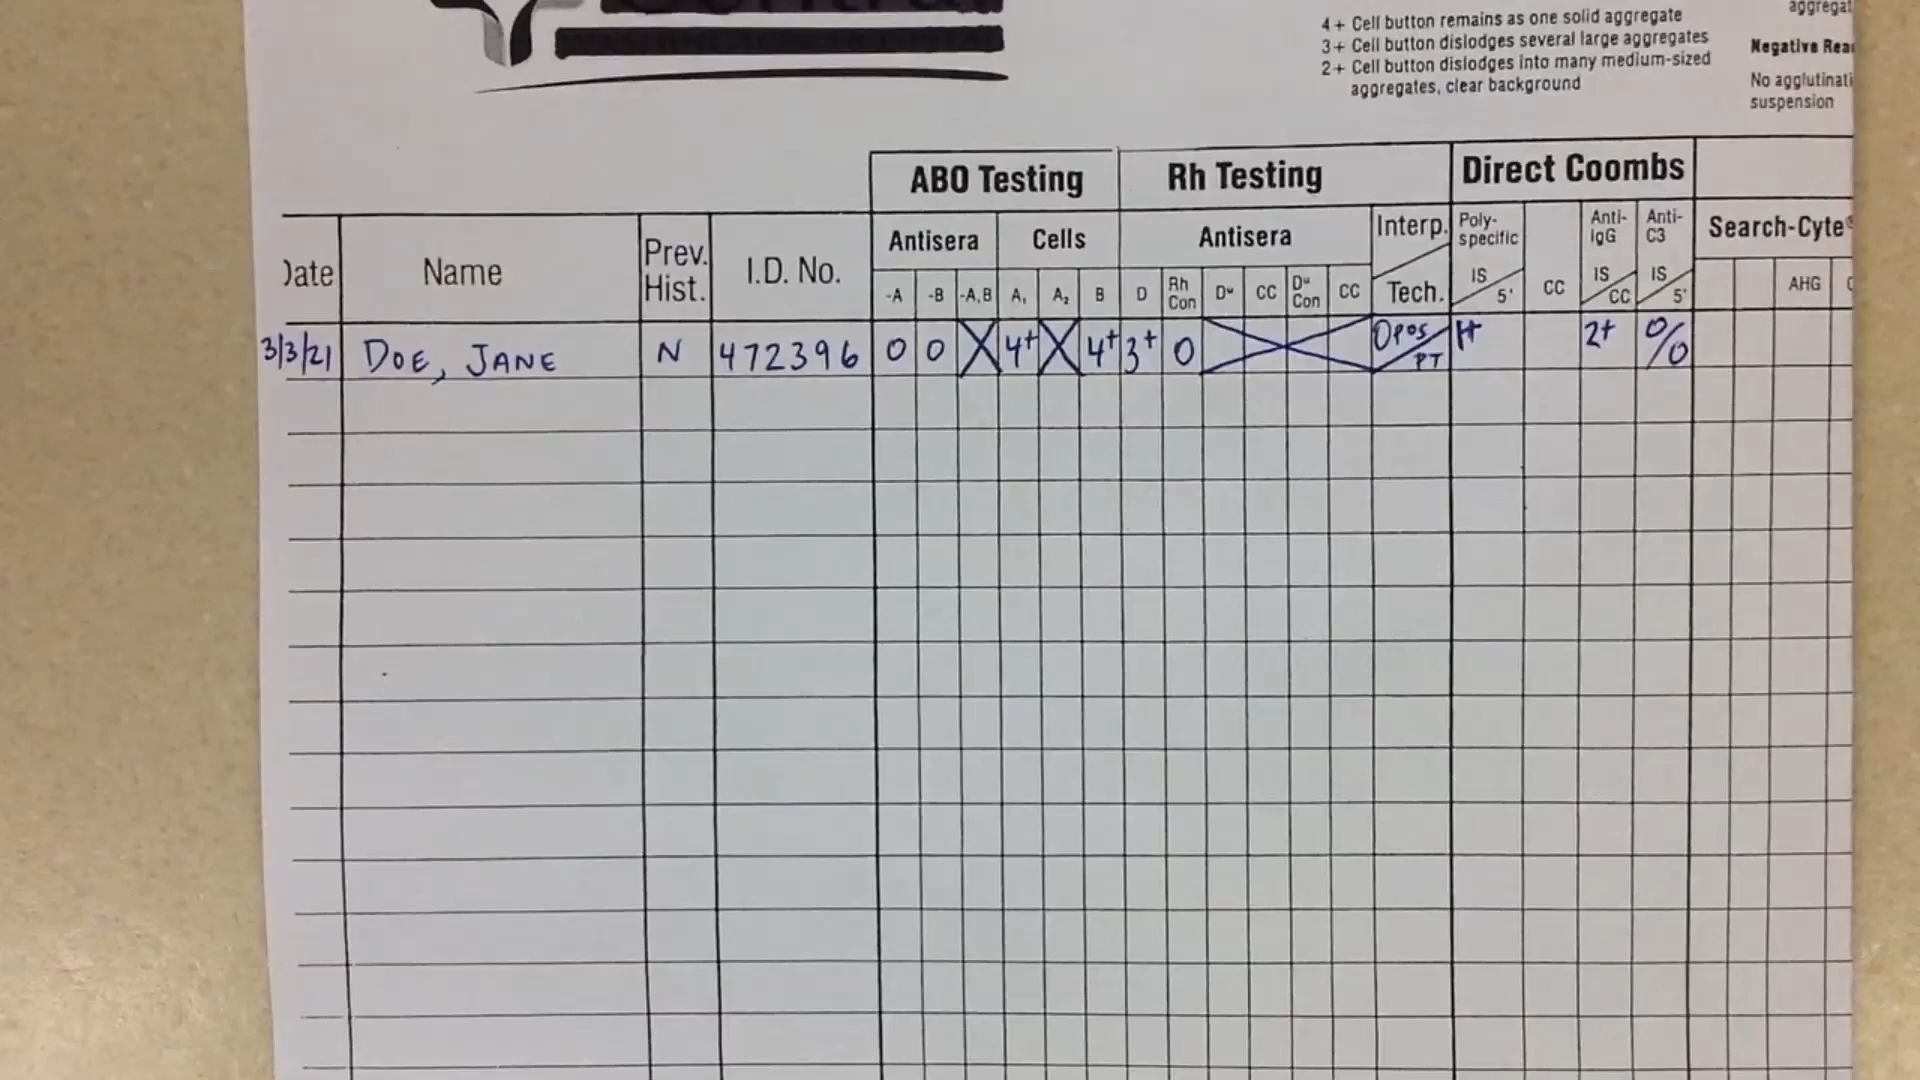 4+ Cell button remains as one solid aggregate
3+ Cell button dislodges several large aggregates
2+ Cell button dislodges into many medium-sized
aggregates, clear background
aggregat
Negative Rea
No agglutinati
suspension
ABO Testing Rh Testing Direct Coombs
Date Name Prev. Hist. I.D. No. Antisera Cells Antisera Interp. Tech. Poly-specific IS 5' CC Anti-IgG IS CC Anti-C3 IS 5' Search-Cyte®
-A -B -A,B A₁ A₂ B D Rh Con Dᵘ CC Dᵘ Con CC AHG C
3/3/21 DOE, JANE N 472396 0 0 X 4+ X 4+ 3+ 0 O pos/PT 2+ 0/0